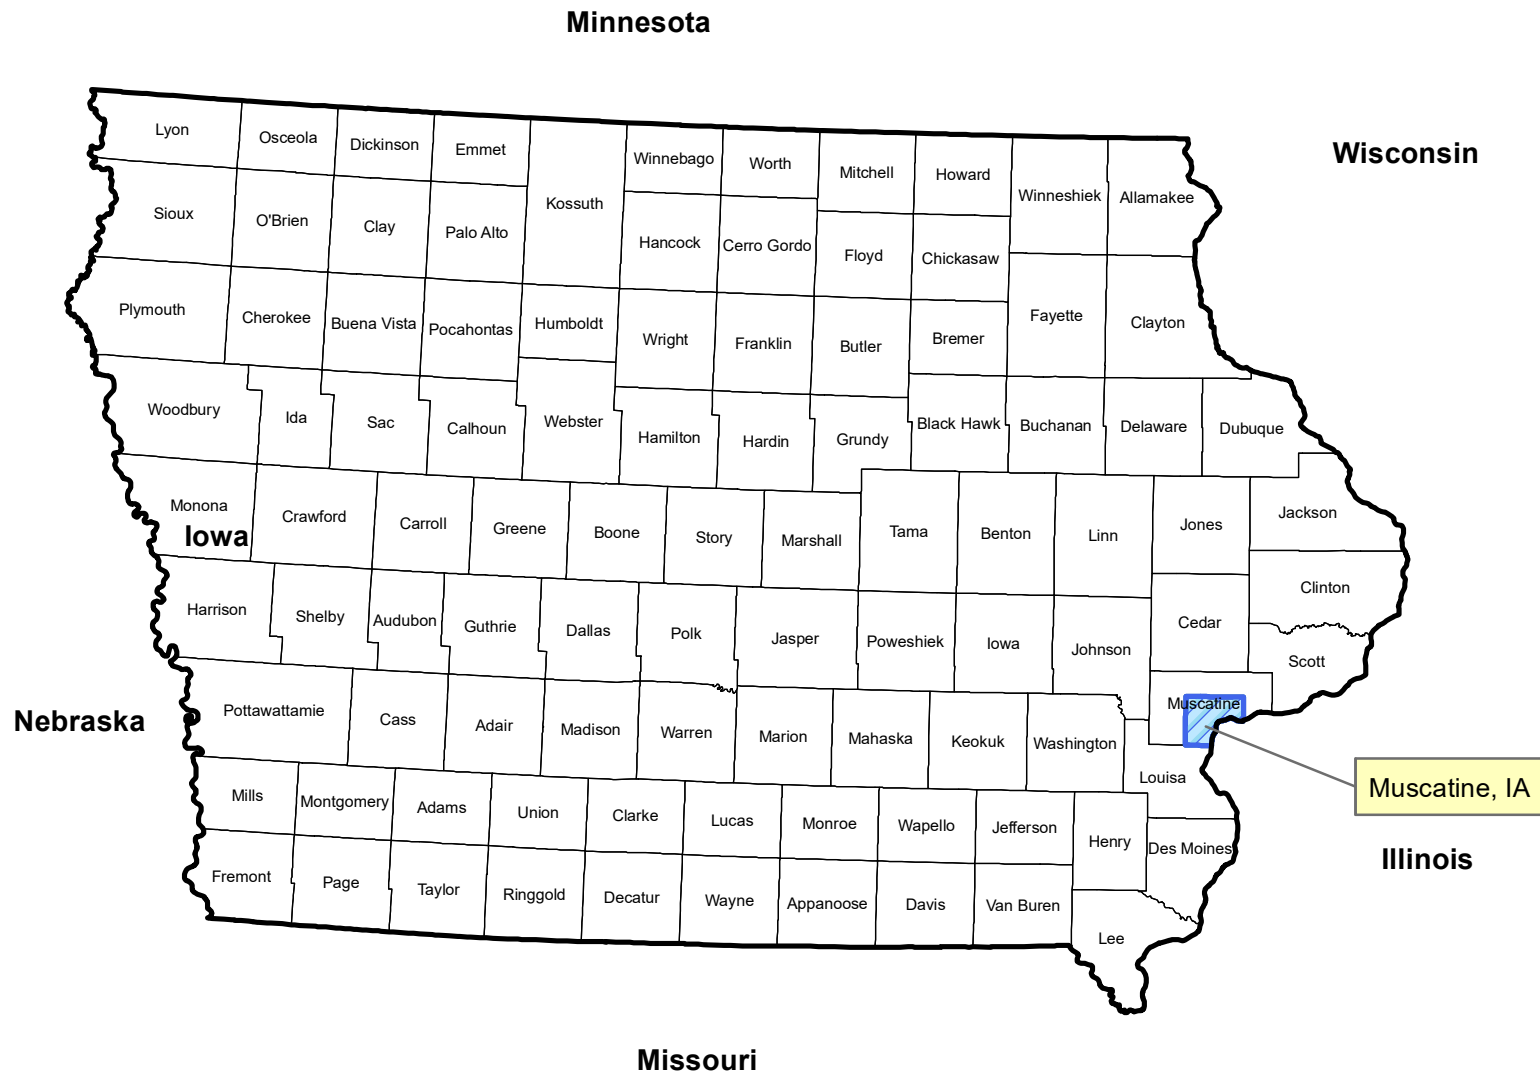 Minnesota
Wisconsin
Lyon
Osceola
Dickinson
Emmet
Kossuth
Winnebago
Worth
Mitchell
Howard
Winneshiek
Allamakee
Sioux
O'Brien
Clay
Palo Alto
Hancock
Cerro Gordo
Floyd
Chickasaw
Fayette
Clayton
Plymouth
Cherokee
Buena Vista
Pocahontas
Humboldt
Wright
Franklin
Butler
Bremer
Woodbury
Ida
Sac
Calhoun
Webster
Hamilton
Hardin
Grundy
Black Hawk
Buchanan
Delaware
Dubuque
Monona
Iowa
Crawford
Carroll
Greene
Boone
Story
Marshall
Tama
Benton
Linn
Jones
Jackson
Clinton
Harrison
Shelby
Audubon
Guthrie
Dallas
Polk
Jasper
Poweshiek
Iowa
Johnson
Cedar
Scott
Nebraska
Pottawattamie
Cass
Adair
Madison
Warren
Marion
Mahaska
Keokuk
Washington
Muscatine
Louisa
Muscatine, IA
Illinois
Mills
Montgomery
Adams
Union
Clarke
Lucas
Monroe
Wapello
Jefferson
Henry
Des Moines
Fremont
Page
Taylor
Ringgold
Decatur
Wayne
Appanoose
Davis
Van Buren
Lee
Missouri